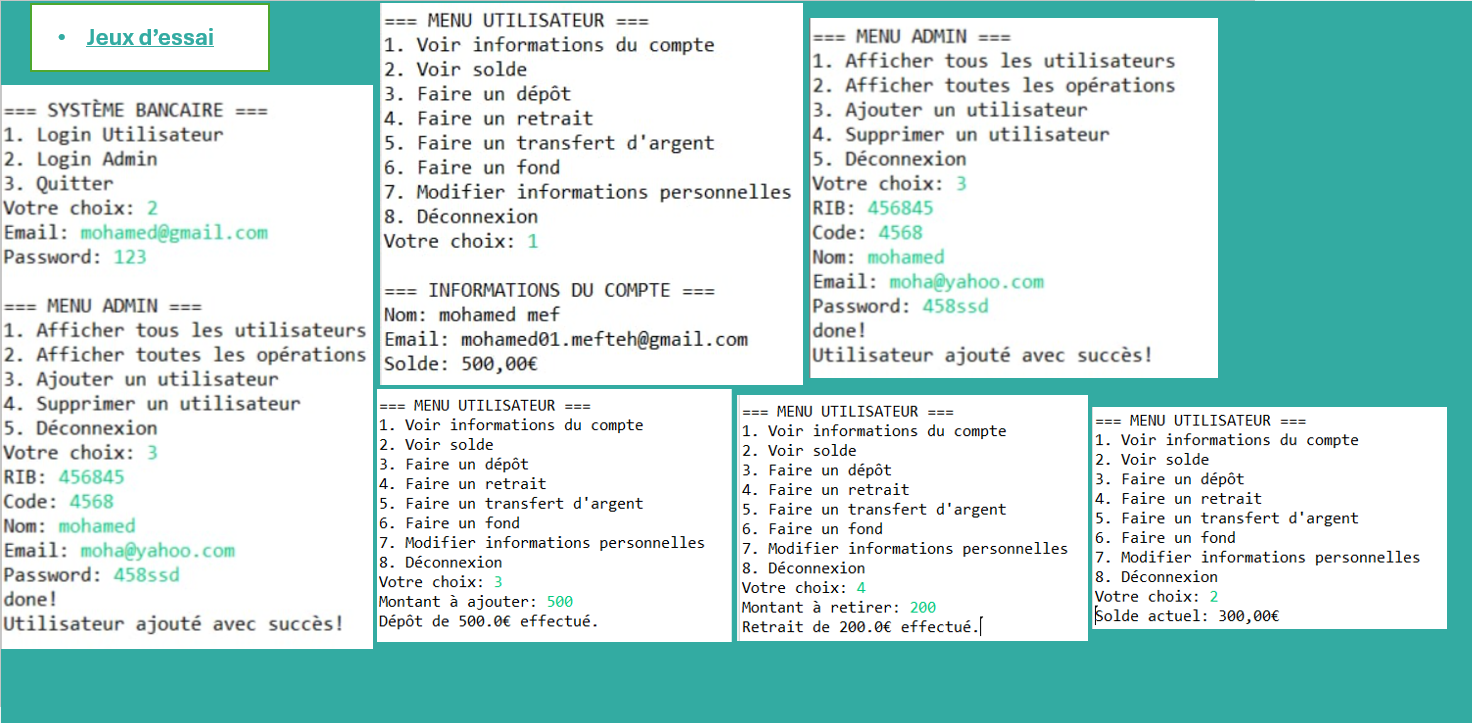 • Jeux d'essai
=== SYSTÈME BANCAIRE ===
1. Login Utilisateur
2. Login Admin
3. Quitter
Votre choix: 2
Email: mohamed@gmail.com
Password: 123
=== MENU ADMIN ===
1. Afficher tous les utilisateurs
2. Afficher toutes les opérations
3. Ajouter un utilisateur
4. Supprimer un utilisateur
5. Déconnexion
Votre choix: 3
RIB: 456845
Code: 4568
Nom: mohamed
Email: moha@yahoo.com
Password: 458ssd
done!
Utilisateur ajouté avec succès!
=== MENU UTILISATEUR ===
1. Voir informations du compte
2. Voir solde
3. Faire un dépôt
4. Faire un retrait
5. Faire un transfert d'argent
6. Faire un fond
7. Modifier informations personnelles
8. Déconnexion
Votre choix: 1
=== INFORMATIONS DU COMPTE ===
Nom: mohamed mef
Email: mohamed01.mefteh@gmail.com
Solde: 500,00€
=== MENU ADMIN ===
1. Afficher tous les utilisateurs
2. Afficher toutes les opérations
3. Ajouter un utilisateur
4. Supprimer un utilisateur
5. Déconnexion
Votre choix: 3
RIB: 456845
Code: 4568
Nom: mohamed
Email: moha@yahoo.com
Password: 458ssd
done!
Utilisateur ajouté avec succès!
=== MENU UTILISATEUR ===
1. Voir informations du compte
2. Voir solde
3. Faire un dépôt
4. Faire un retrait
5. Faire un transfert d'argent
6. Faire un fond
7. Modifier informations personnelles
8. Déconnexion
Votre choix: 3
Montant à ajouter: 500
Dépôt de 500.0€ effectué.
=== MENU UTILISATEUR ===
1. Voir informations du compte
2. Voir solde
3. Faire un dépôt
4. Faire un retrait
5. Faire un transfert d'argent
6. Faire un fond
7. Modifier informations personnelles
8. Déconnexion
Votre choix: 4
Montant à retirer: 200
Retrait de 200.0€ effectué.
=== MENU UTILISATEUR ===
1. Voir informations du compte
2. Voir solde
3. Faire un dépôt
4. Faire un retrait
5. Faire un transfert d'argent
6. Faire un fond
7. Modifier informations personnelles
8. Déconnexion
Votre choix: 2
Solde actuel: 300,00€